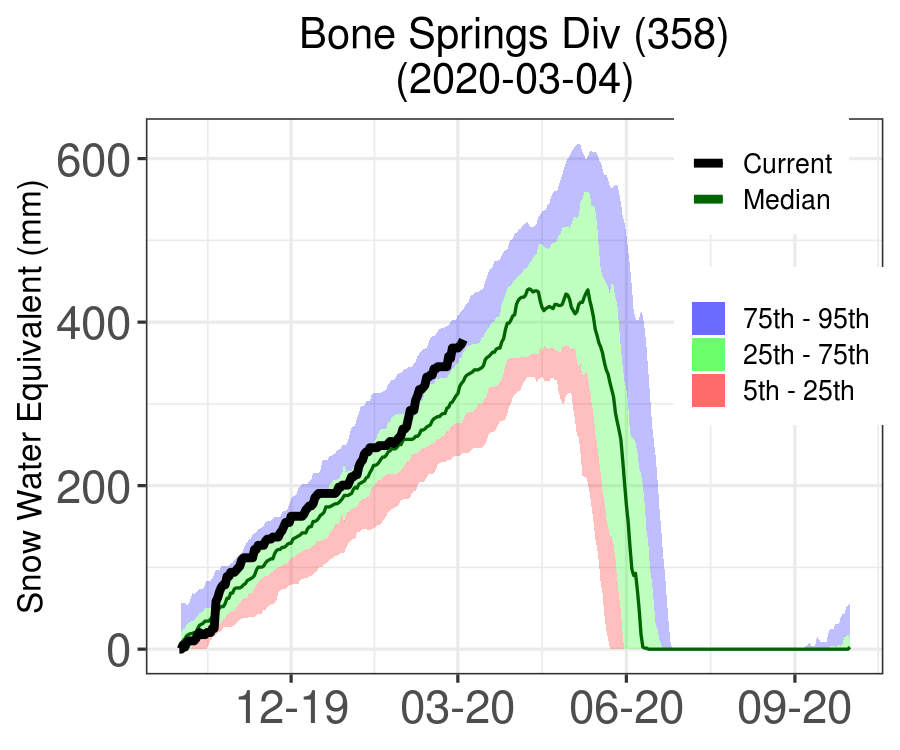 Bone Springs Div (358)
(2020-03-04)
Snow Water Equivalent (mm)
600
400
200
0
12-19
03-20
06-20
09-20
Current
Median
75th - 95th
25th - 75th
5th - 25th